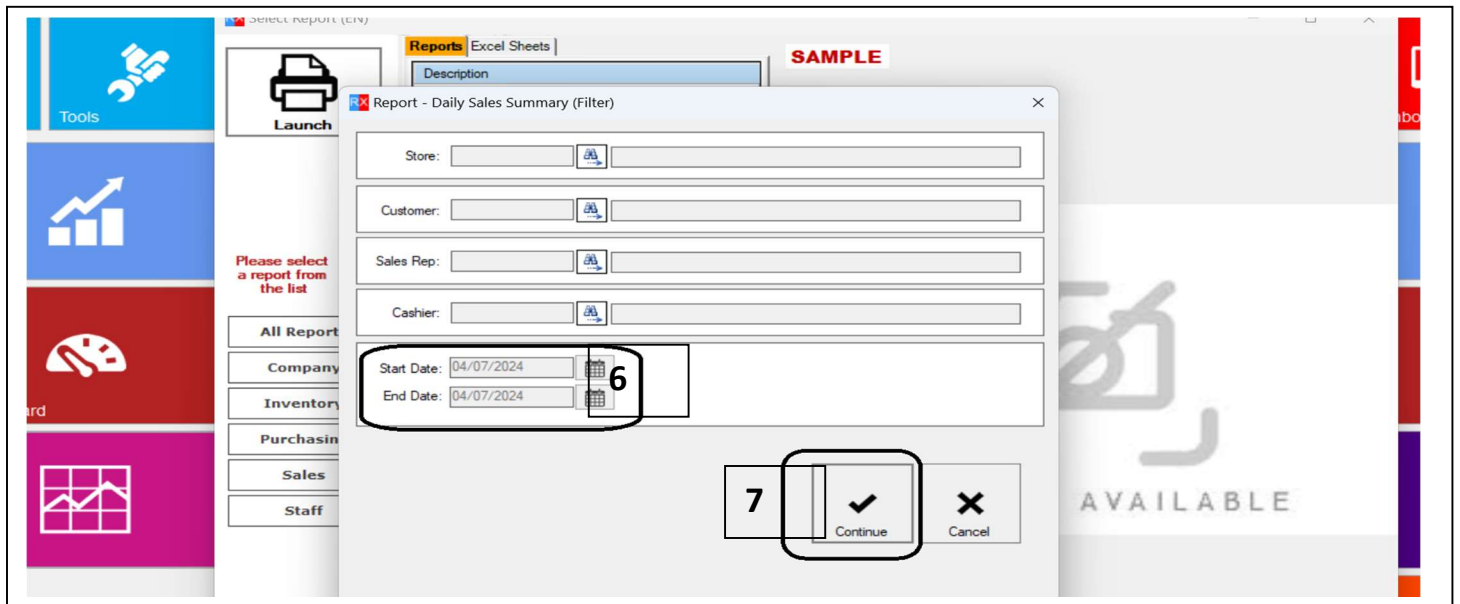 Select Report (EN)
Reports Excel Sheets
SAMPLE
Description
Tools
Launch
RX Report - Daily Sales Summary (Filter)
Store:
Customer:
Please select
a report from
the list
Sales Rep:
Cashier:
All Report
Company
Inventory
Purchasin
Sales
Staff
Start Date: 04/07/2024
End Date: 04/07/2024
6
7
Continue
Cancel
AVAILABLE
ard